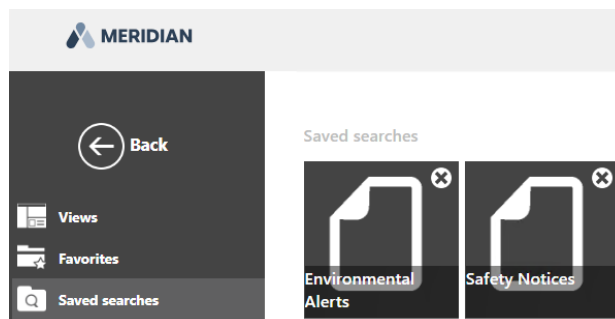 MERIDIAN
Back
Views
Favorites
Saved searches
Saved searches
Environmental
Alerts
Safety Notices